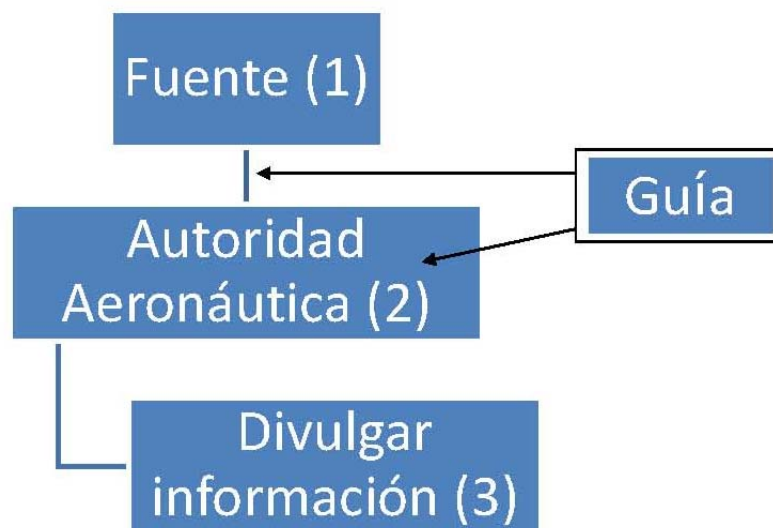 Fuente (1)
Guía
Autoridad
Aeronáutica (2)
Divulgar
información (3)